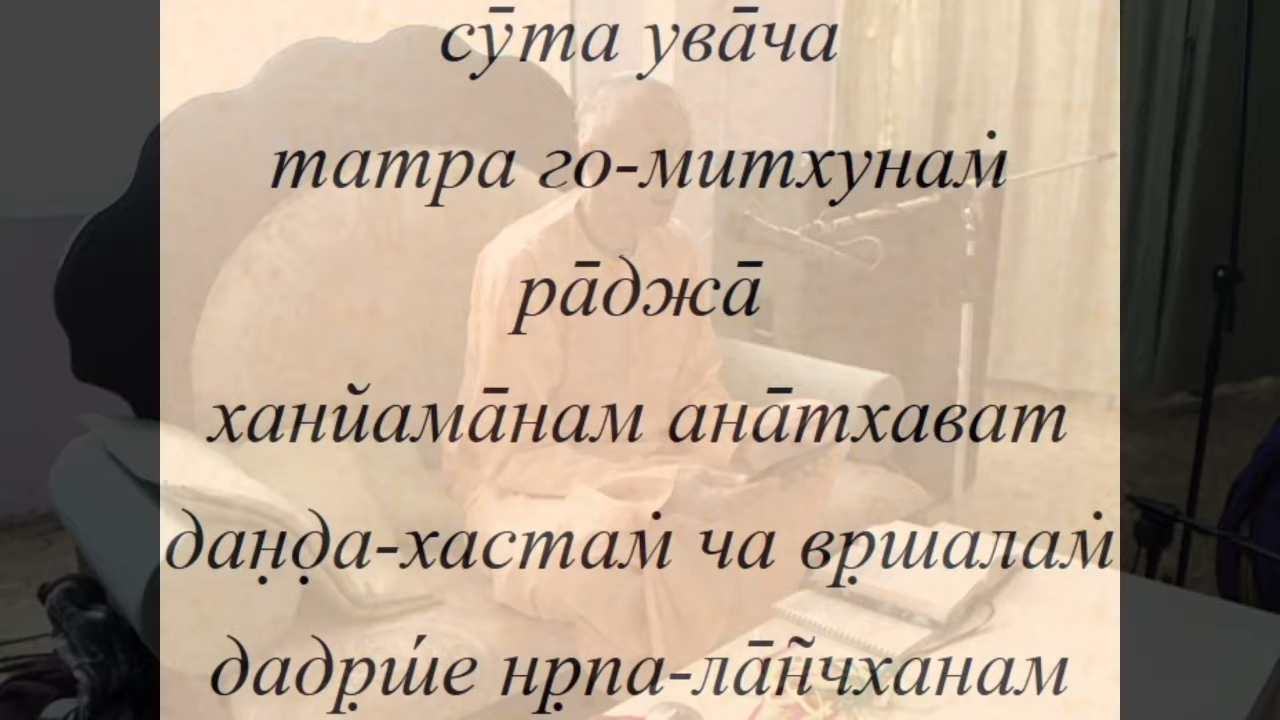 сӯта ува̄ча
татра го-митхунам̇
ра̄джа̄
ханйама̄нам ана̄тхават
дан̣д̣а-хастам̇ ча вр̣шалам̇
дадр̣ш́е нр̣па-ла̄н̃чханам